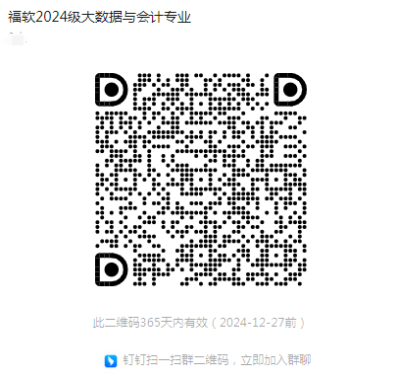 福软2024级大数据与会计专业
此二维码365天内有效（2024-12-27前）
钉钉扫一扫群二维码，立即加入群聊